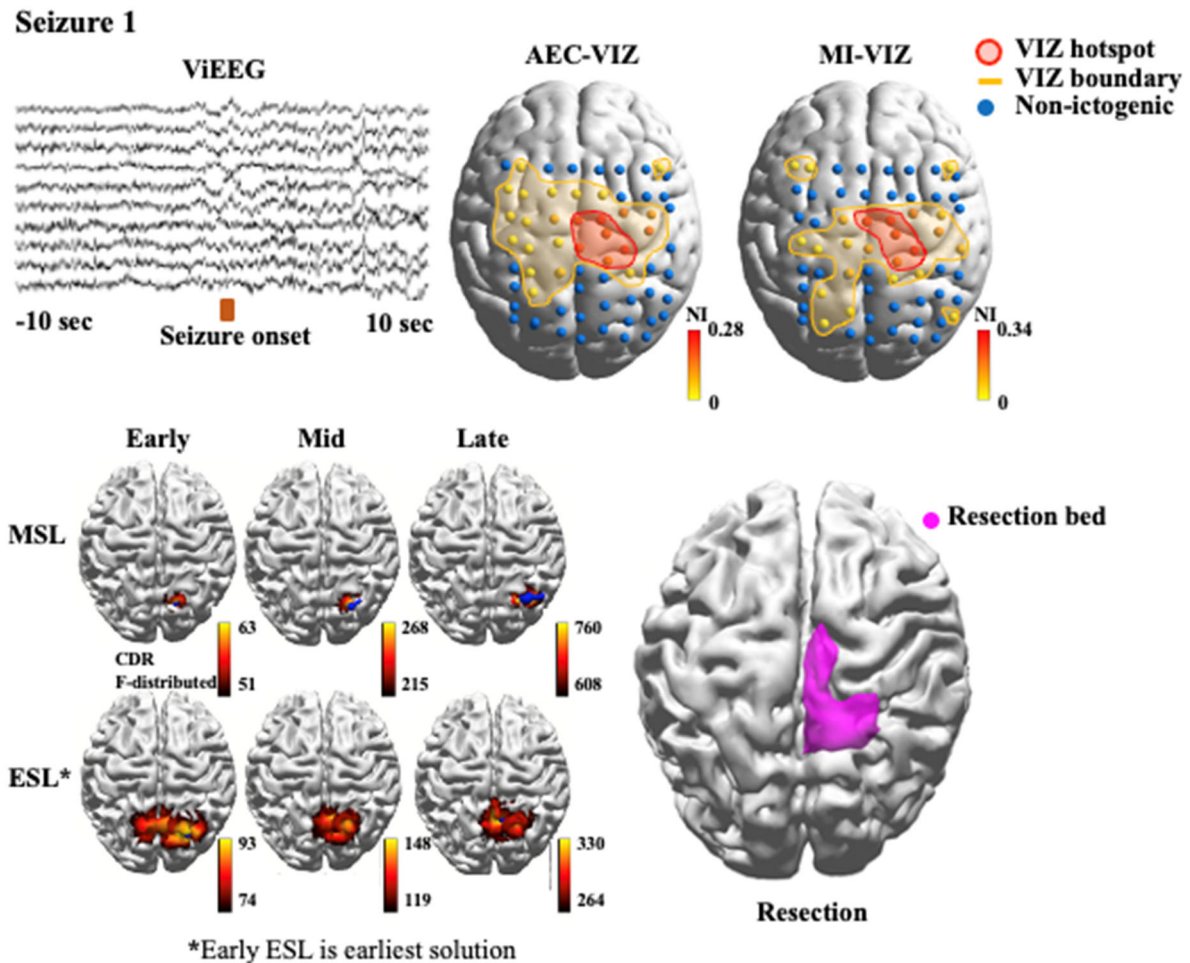 Seizure 1
ViEEG
-10 sec
Seizure onset
10 sec
AEC-VIZ
MI-VIZ
VIZ hotspot
VIZ boundary
Non-ictogenic
NI
0.28
0
NI
0.34
0
Early
Mid
Late
MSL
63
51
268
215
760
608
CDR
F-distributed
ESL*
93
74
148
119
330
264
*Early ESL is earliest solution
Resection bed
Resection